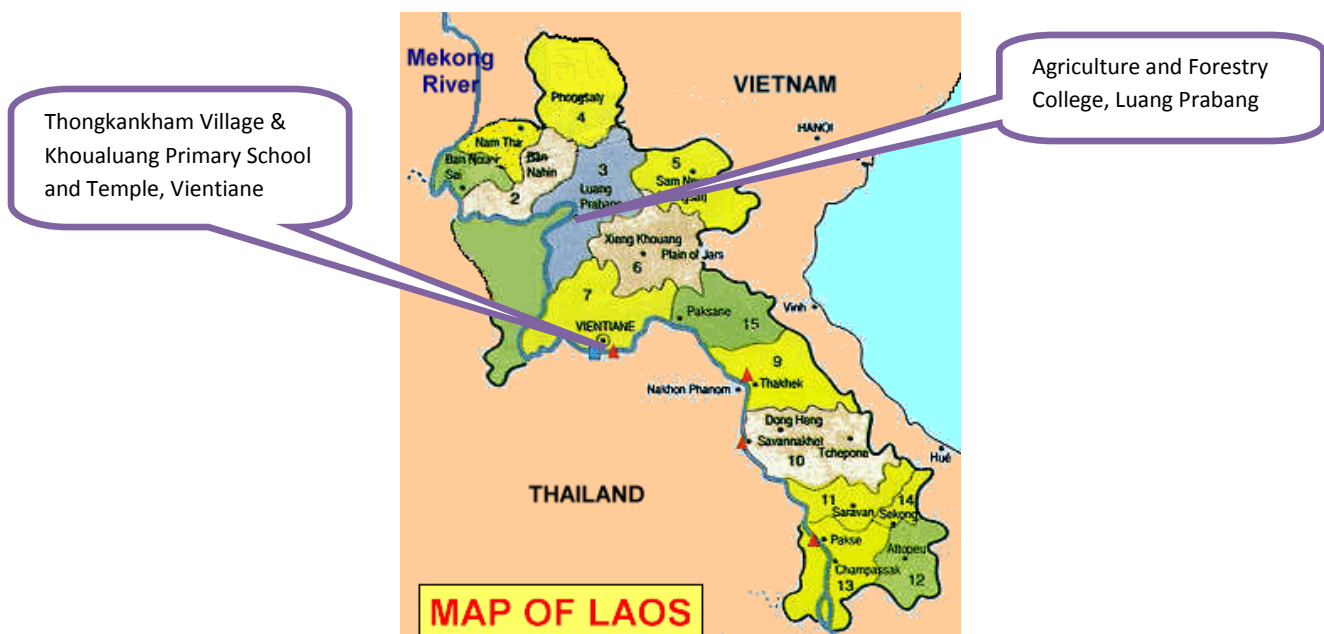 Mekong
River
VIETNAM
Agriculture and Forestry
College, Luang Prabang
Thongkankham Village &
Khoualuang Primary School
and Temple, Vientiane
Phongsaly
4
HANOI
Nam Tha
Ban
Nahin
Sai
2
3
Luang
Prabang
5
Sam
Xieng Khouang
Plain of Jars
6
7
VIENTIANE
Paksane
15
Vinh
9
Nakhon Phanom
Thakhek
Dong Heng
Savannakhet
Tchepone
10
Hué
THAILAND
11
14
Saravan
Sekong
Pakse
Attopeu
Champassak
12
13
MAP OF LAOS